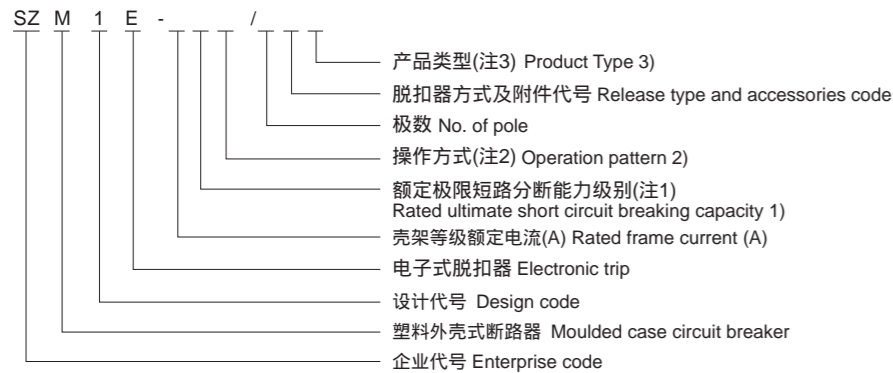 SZ M 1 E - /
产品类型(注3) Product Type 3)
脱扣器方式及附件代号 Release type and accessories code
极数 No. of pole
操作方式(注2) Operation pattern 2)
额定极限短路分断能力级别(注1)
Rated ultimate short circuit breaking capacity 1)
壳架等级额定电流(A) Rated frame current (A)
电子式脱扣器 Electronic trip
设计代号 Design code
塑料外壳式断路器 Moulded case circuit breaker
企业代号 Enterprise code